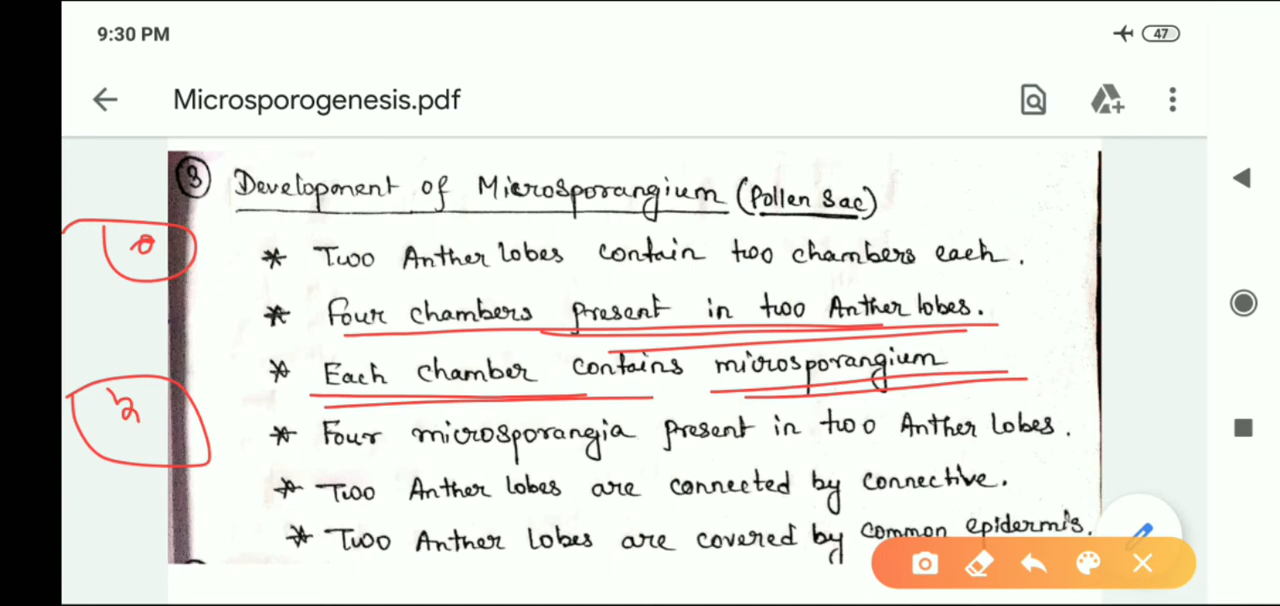 9:30 PM
47
Microsporogenesis.pdf
3 Development of Microsporangium (Pollen Sac)
* Two Anther lobes contain two chambers each.
* Four chambers present in two Anther lobes.
* Each chamber contains microsporangium
* Four microsporangia present in two Anther lobes.
* Two Anther lobes are connected by connective.
* Two Anther lobes are covered by common epidermis.